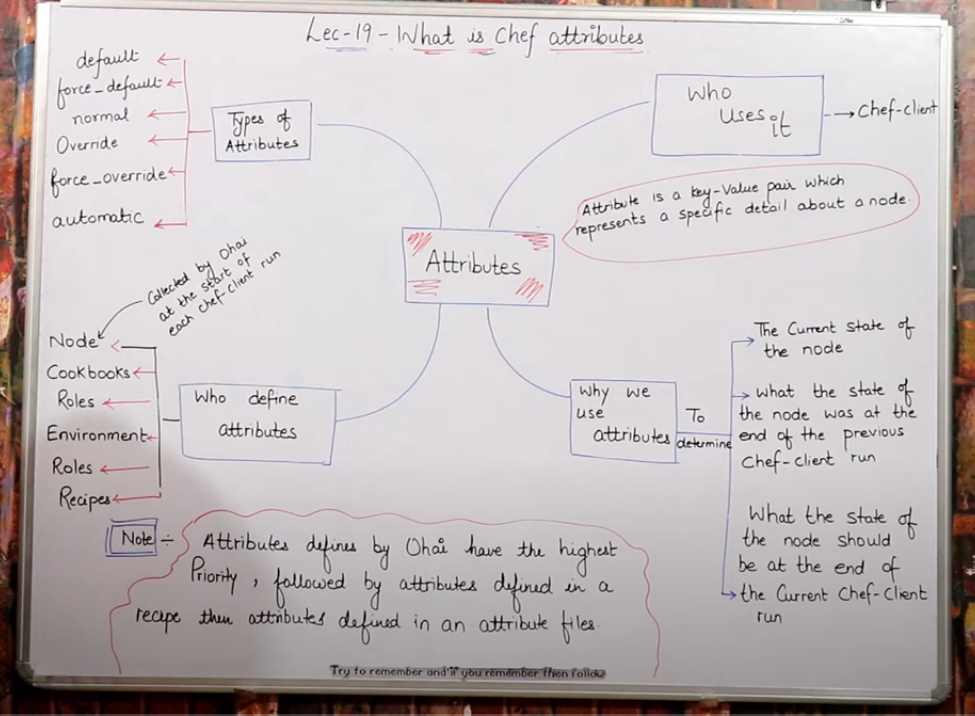 Lec-19 - What is Chef attributes
default
force_default
normal
Override
force_override
automatic
Types of
Attributes
Who
Uses it
Chef-client
Attribute is a key-Value pair which
represents a specific detail about a node.
Attributes
Collected by Ohai
at the start of
each chef-client run
Node
Cookbooks
Roles
Environment
Roles
Recipes
Who define
attributes
Why we
use
attributes
To
determine
The Current state of
the node
what the state of
the node was at the
end of the previous
Chef-client run
What the state of
the node should
be at the end of
the Current Chef-Client
run
Note ÷
Attributes defines by Ohai have the highest
Priority, followed by attributes defined in a
recipe then attributes defined in an attribute files.
Try to remember and if you remember then follow